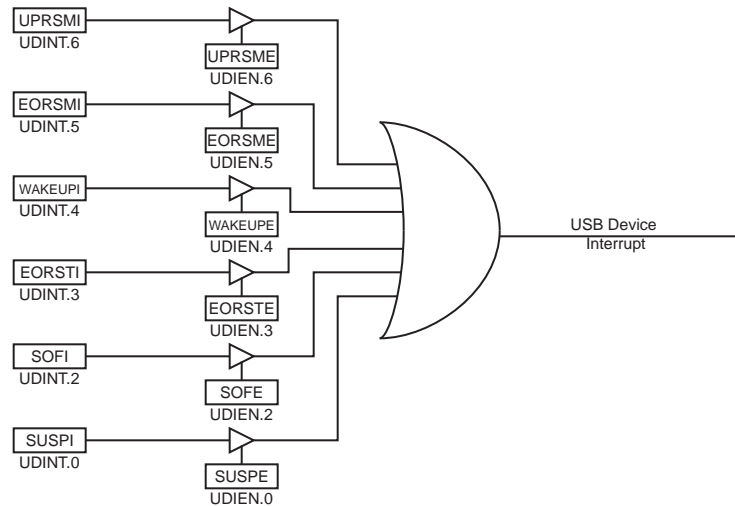 UPRSMI
UDINT.6
UPRSME
UDIEN.6
EORSMI
UDINT.5
EORSME
UDIEN.5
WAKEUPI
UDINT.4
WAKEUPE
UDIEN.4
EORSTI
UDINT.3
EORSTE
UDIEN.3
SOFI
UDINT.2
SOFE
UDIEN.2
SUSPI
UDINT.0
SUSPE
UDIEN.0
USB Device
Interrupt